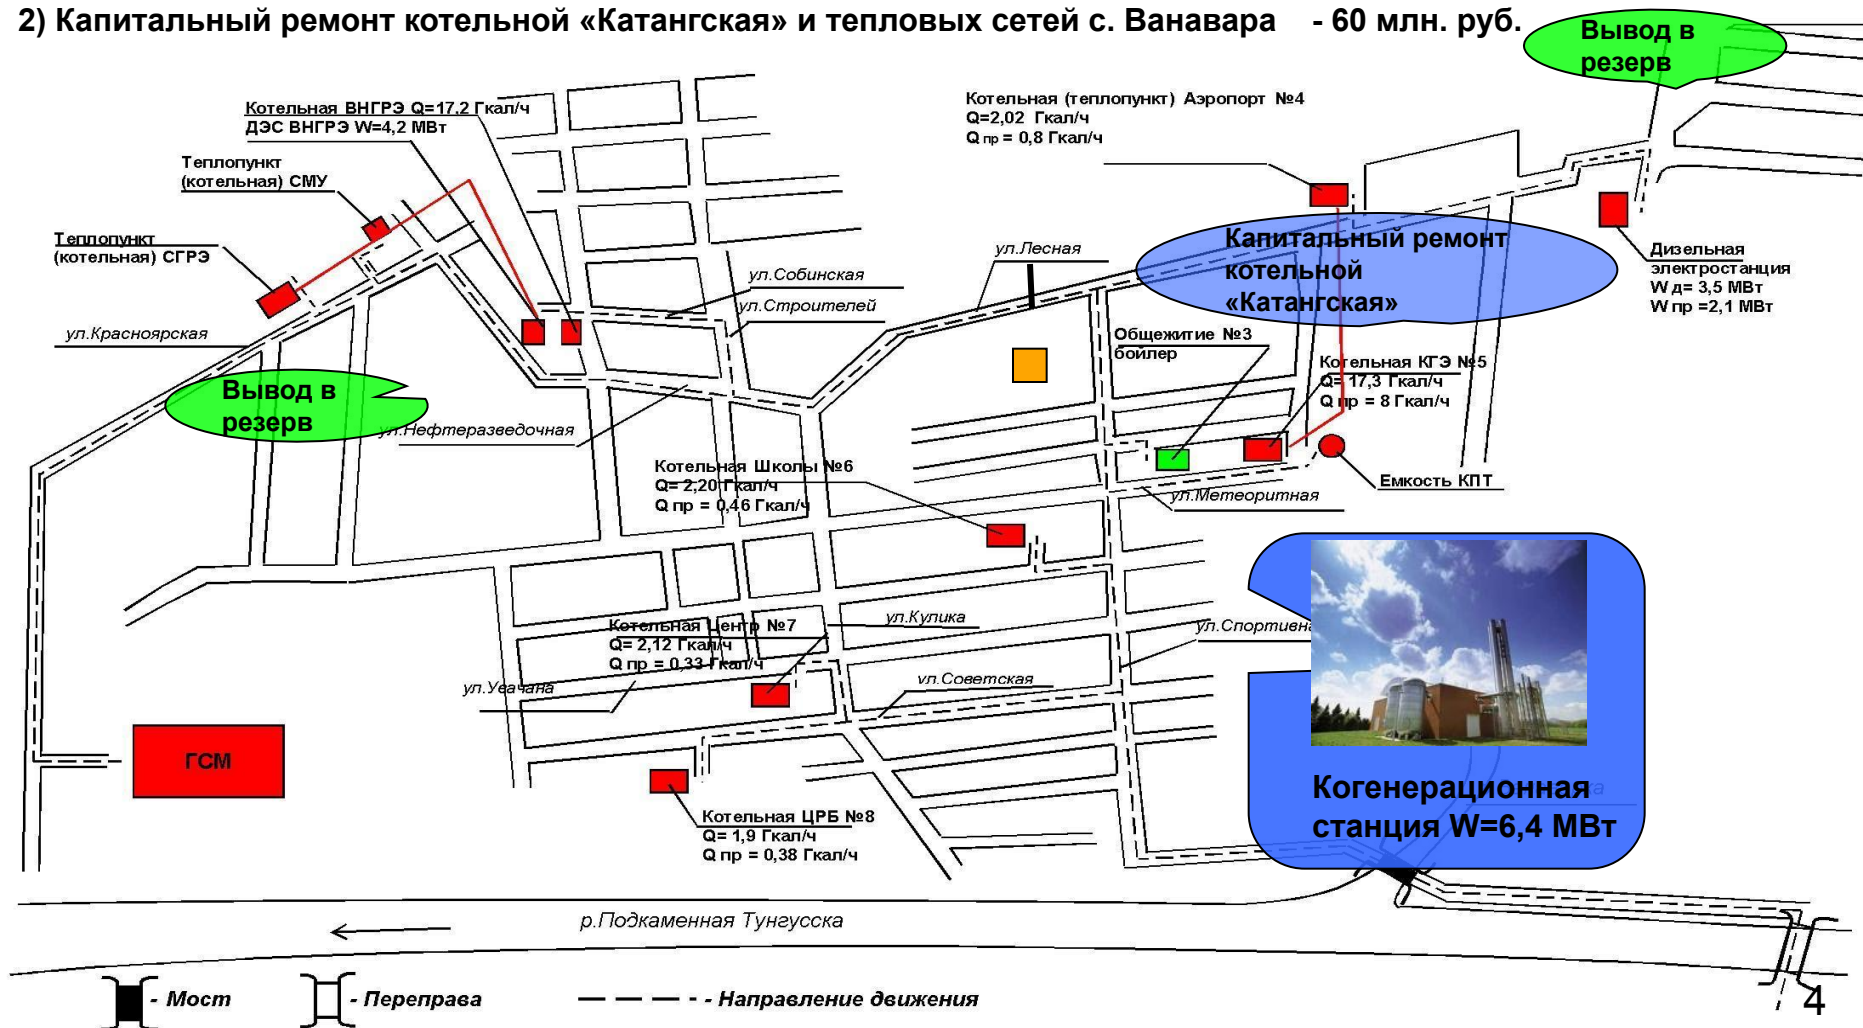 2) Капитальный ремонт котельной «Катангская» и тепловых сетей с. Ванавара - 60 млн. руб.
Вывод в
резерв
Котельная ВНГРЭ Q=17,2 Гкал/ч
ДЭС ВНГРЭ W=4,2 МВт
Котельная (теплопункт) Аэропорт №4
Q=2,02 Гкал/ч
Q пр = 0,8 Гкал/ч
Теплопункт
(котельная) СМУ
Теплопункт
(котельная) СГРЭ
ул.Лесная
Капитальный ремонт
котельной
«Катангская»
Дизельная
электростанция
W д= 3,5 МВт
W пр =2,1 МВт
ул.Собинская
ул.Строителей
ул.Красноярская
Общежитие №3
бойлер
Котельная КГЭ №5
Q= 17,3 Гкал/ч
Q пр = 8 Гкал/ч
Вывод в
резерв
ул.Нефтеразведочная
Котельная Школы №6
Q= 2,20 Гкал/ч
Q пр = 0,46 Гкал/ч
Емкость КПТ
ул.Метеоритная
Котельная Центр №7
Q= 2,12 Гкал/ч
Q пр = 0,33 Гкал/ч
ул.Кулика
ул.Спортивна
ул.Увачана
ул.Советская
ГСМ
Когенерационная
станция W=6,4 МВт
Котельная ЦРБ №8
Q= 1,9 Гкал/ч
Q пр = 0,38 Гкал/ч
р.Подкаменная Тунгусска
- Мост
- Переправа
- Направление движения
4